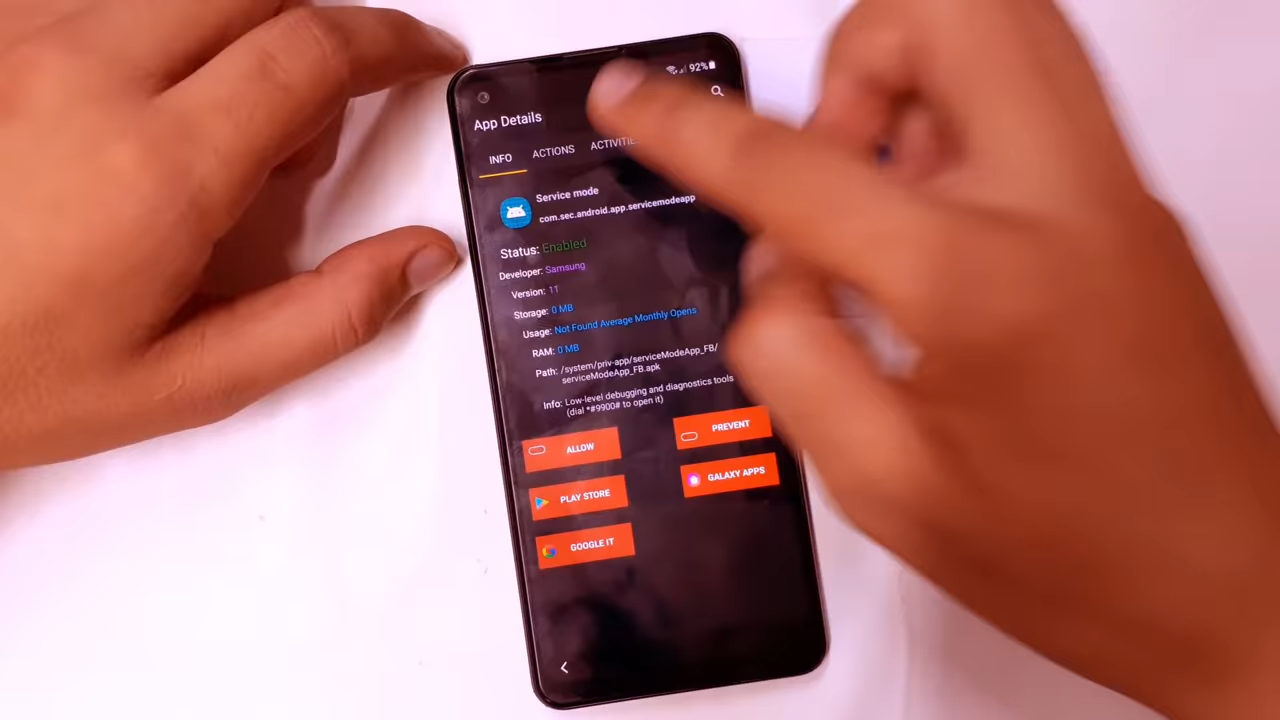 92%
App Details
INFO ACTIONS
Service mode
com.sec.android.app.servicemodeapp
Status: Enabled
Developer: Samsung
Version: 11
Storage: 0 MB
Usage: Not Found Average Monthly Opens
RAM: 0 MB
Path: /system/priv-app/serviceModeApp_FB/
serviceModeApp_FB.apk
Info: Low-level debugging and diagnostics tools
(dial *#9900# to open it)
ALLOW PREVENT
PLAY STORE GALAXY APPS
GOOGLE IT